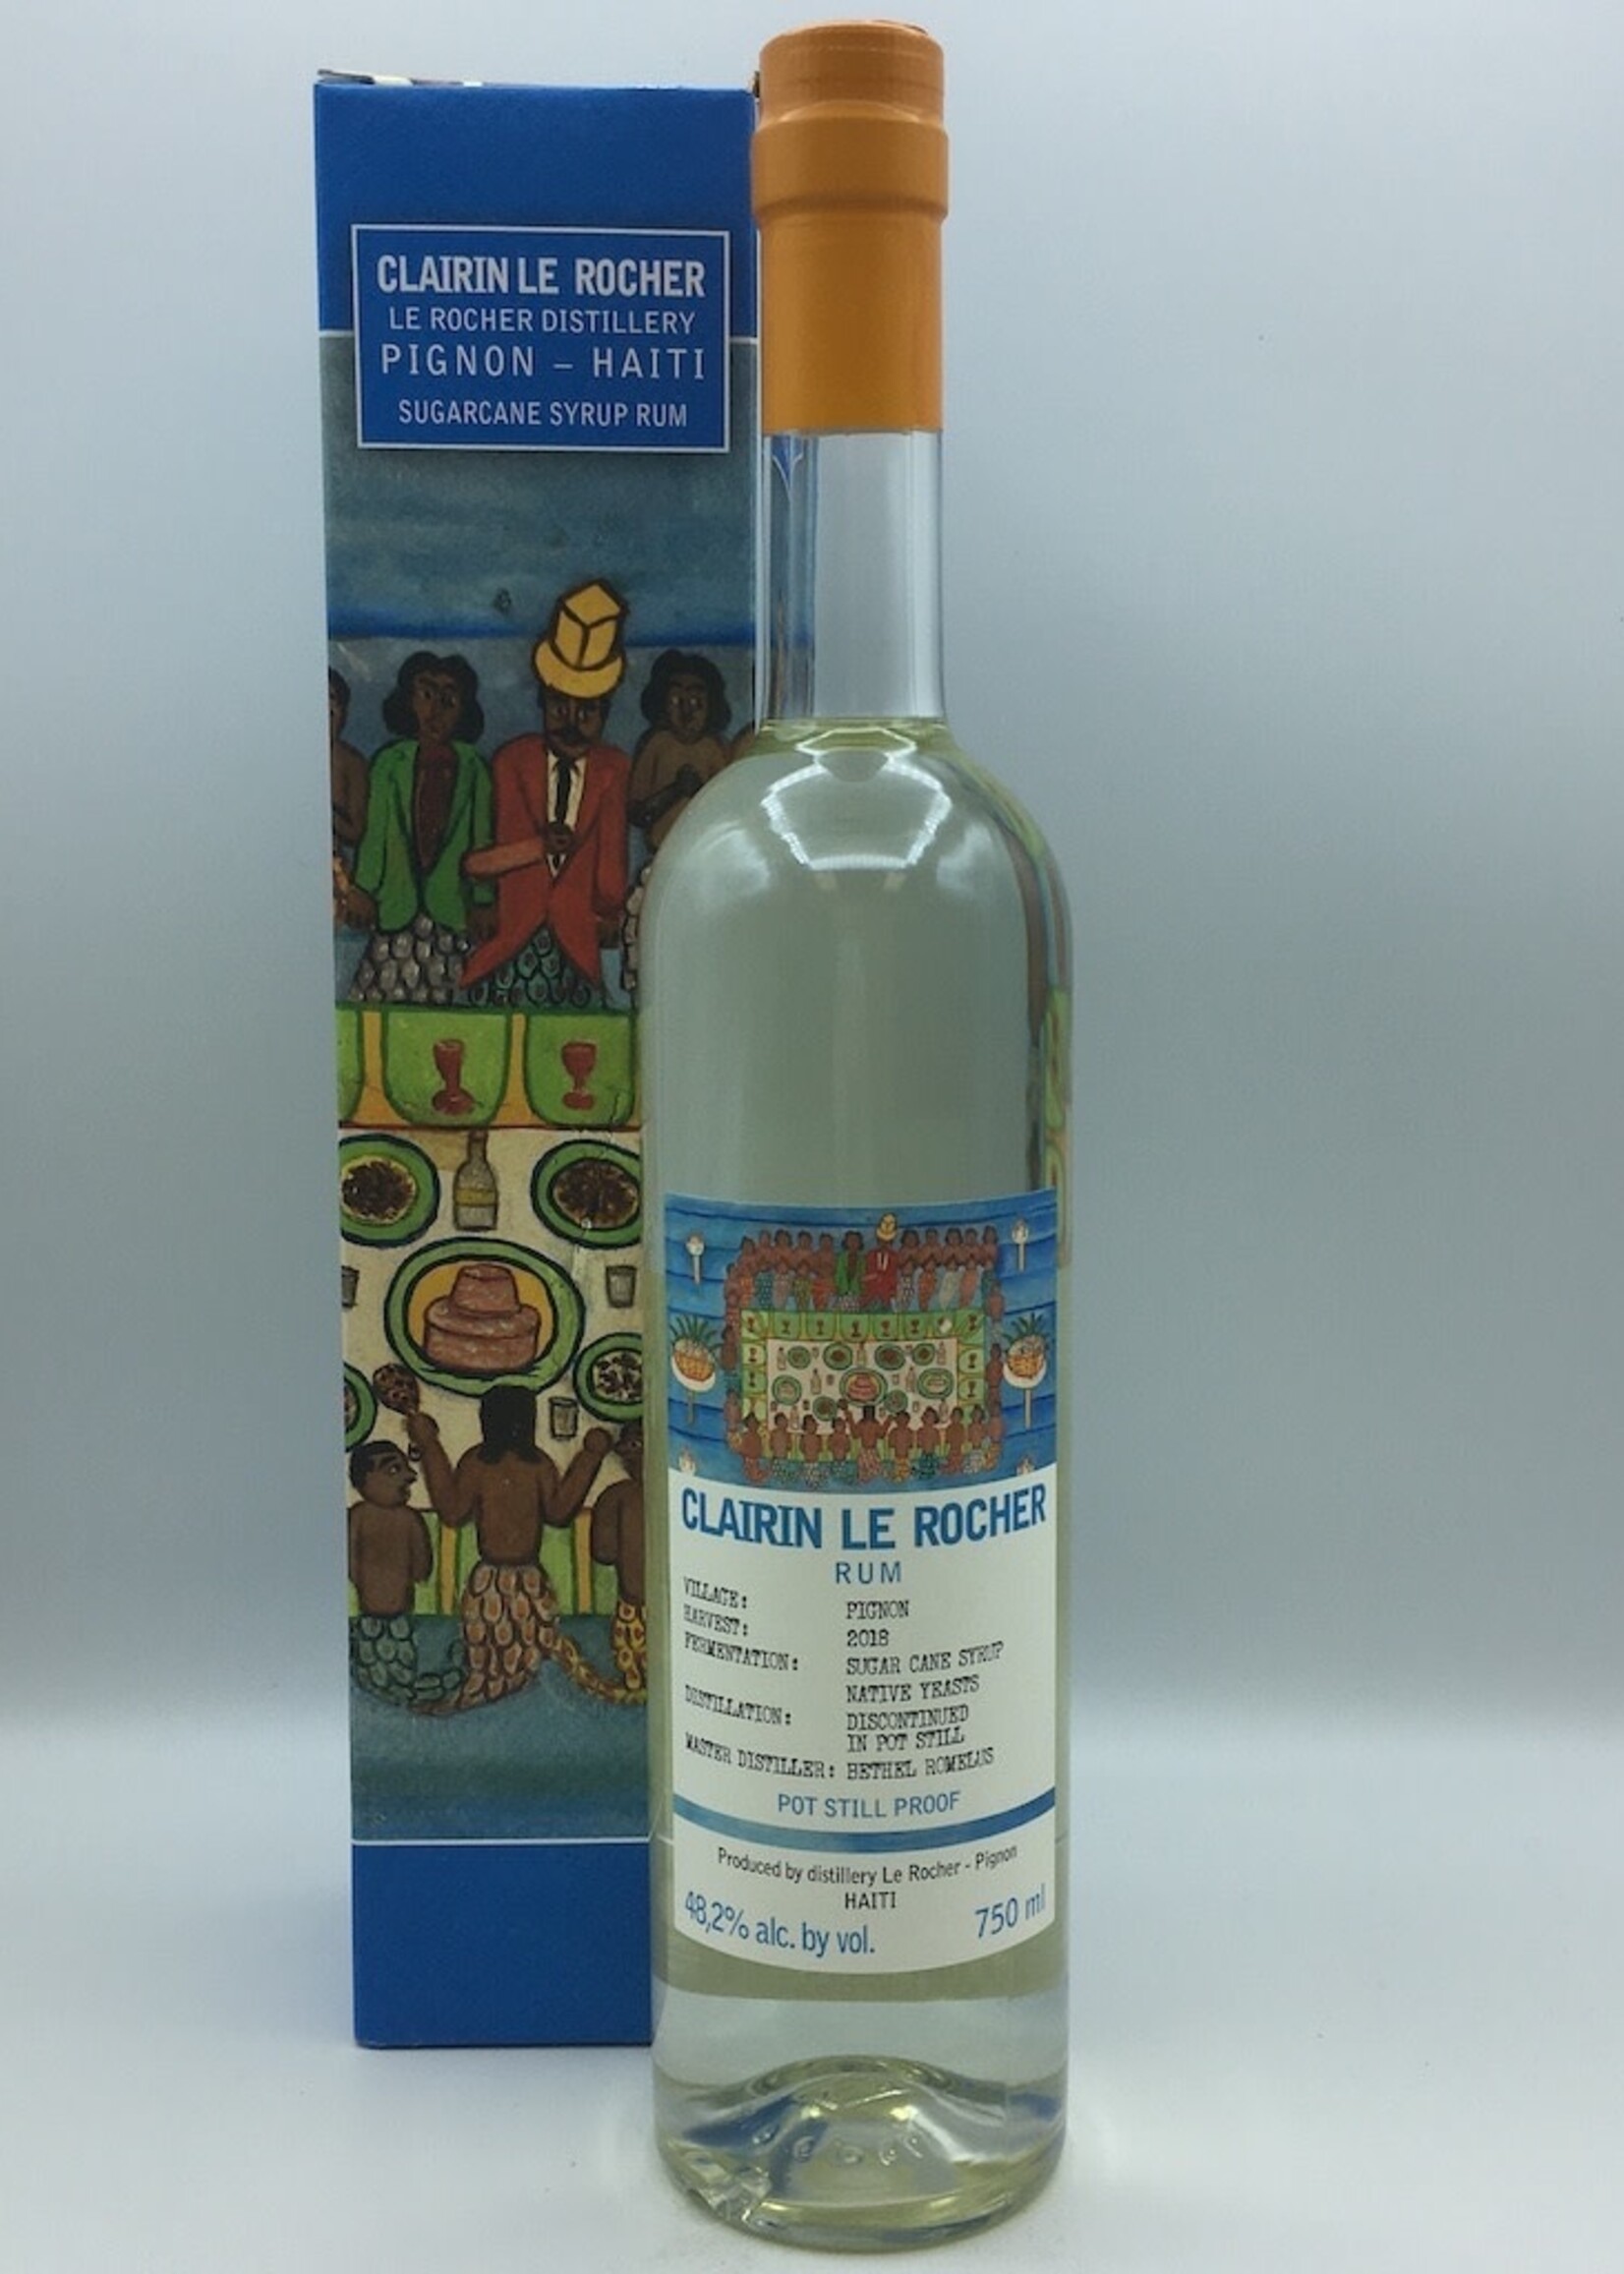 CLAIRIN LE ROCHER
LE ROCHER DISTILLERY
PIGNON – HAITI
SUGARCANE SYRUP RUM
CLAIRIN LE ROCHER
RUM
VILLAGE: PIGNON
HARVEST: 2018
FERMENTATION: SUGAR CANE SYRUP
NATIVE YEASTS
DISTILLATION: DISCONTINUED
IN POT STILL
MASTER DISTILLER: BETHEL ROMELUS
POT STILL PROOF
Produced by distillery Le Rocher - Pignon
HAITI
48,2% alc. by vol. 750 ml